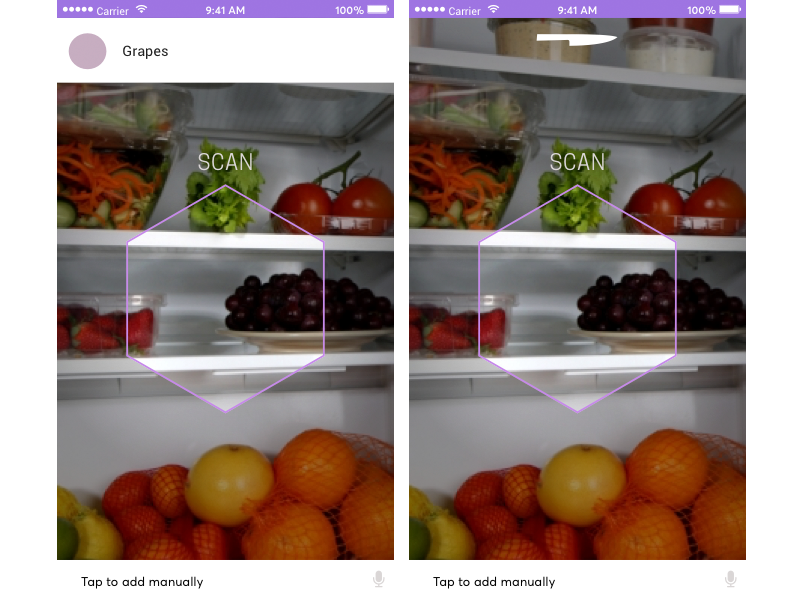 Carrier 9:41 AM 100%
Grapes
SCAN
Tap to add manually
Carrier 9:41 AM 100%
SCAN
Tap to add manually